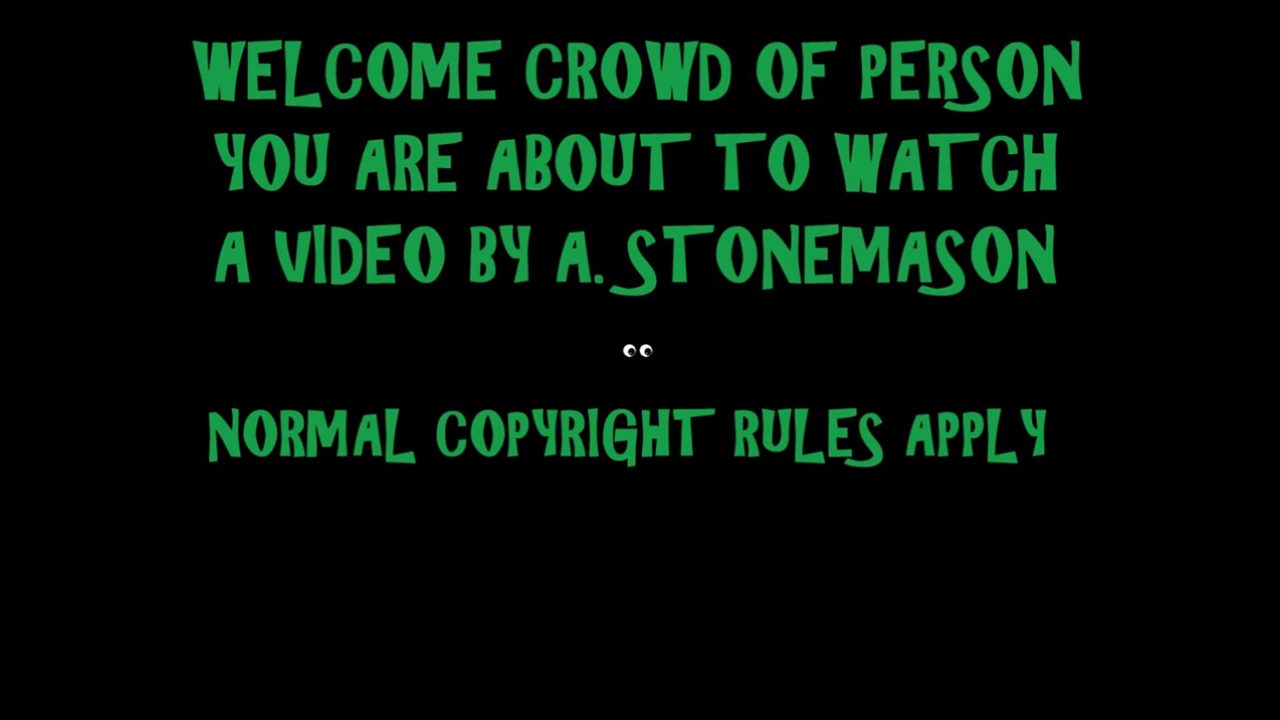 WELCOME CROWD OF PERSON
YOU ARE ABOUT TO WATCH
A VIDEO BY A. STONEMASON
NORMAL COPYRIGHT RULES APPLY